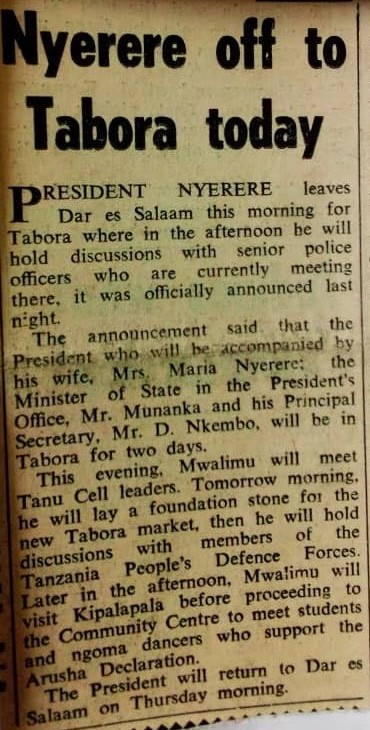 Nyerere off to
Tabora today
PRESIDENT NYERERE leaves
Dar es Salaam this morning for
Tabora where in the afternoon he will
hold discussions with senior police
officers who are currently meeting
there, it was officially announced last
night.
The announcement said that the
President who will be accompanied by
his wife, Mrs. Maria Nyerere; the
Minister of State in the President's
Office, Mr. Munanka and his Principal
Secretary, Mr. D. Nkembo, will be in
Tabora for two days.
This evening, Mwalimu will meet
Tanu Cell leaders. Tomorrow morning,
he will lay a foundation stone for the
new Tabora market, then he will hold
discussions with members of the
Tanzania People's Defence Forces.
Later in the afternoon, Mwalimu will
visit Kipalapala before proceeding to
the Community Centre to meet students
and ngoma dancers who support the
Arusha Declaration.
The President will return to Dar es
Salaam on Thursday morning.